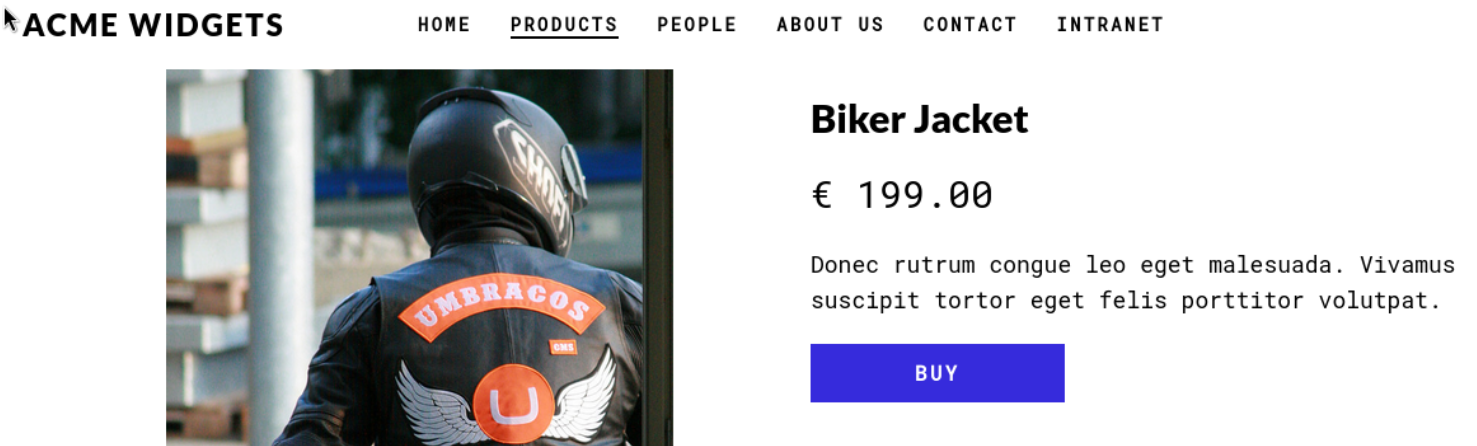 ACME WIDGETS
HOME PRODUCTS PEOPLE ABOUT US CONTACT INTRANET
Biker Jacket
€ 199.00
Donec rutrum congue leo eget malesuada. Vivamus
suscipit tortor eget felis porttitor volutpat.
BUY
SHOEI
UMBRACOS
GMS
U